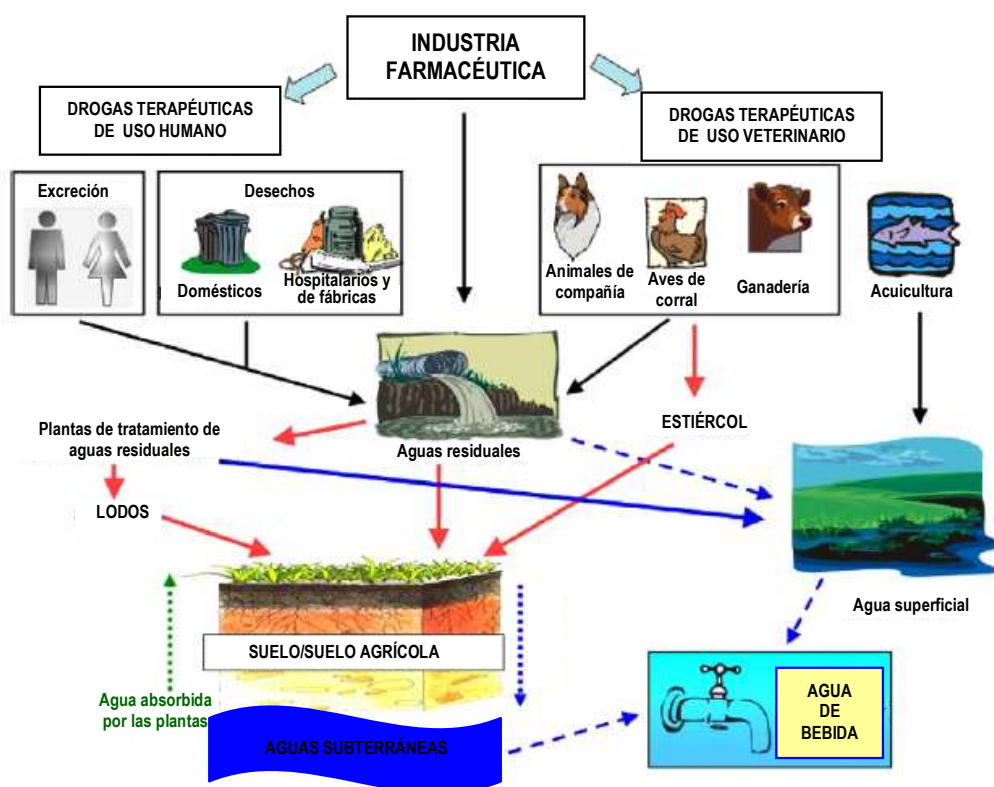 INDUSTRIA
FARMACÉUTICA
DROGAS TERAPÉUTICAS
DE USO HUMANO
DROGAS TERAPÉUTICAS
DE USO VETERINARIO
Excreción
Desechos
Domésticos
Hospitalarios y
de fábricas
Animales de
compañía
Aves de
corral
Ganadería
Acuicultura
Plantas de tratamiento de
aguas residuales
Aguas residuales
ESTIÉRCOL
LODOS
Agua superficial
SUELO/SUELO AGRÍCOLA
Agua absorbida
por las plantas
AGUAS SUBTERRÁNEAS
AGUA
DE
BEBIDA